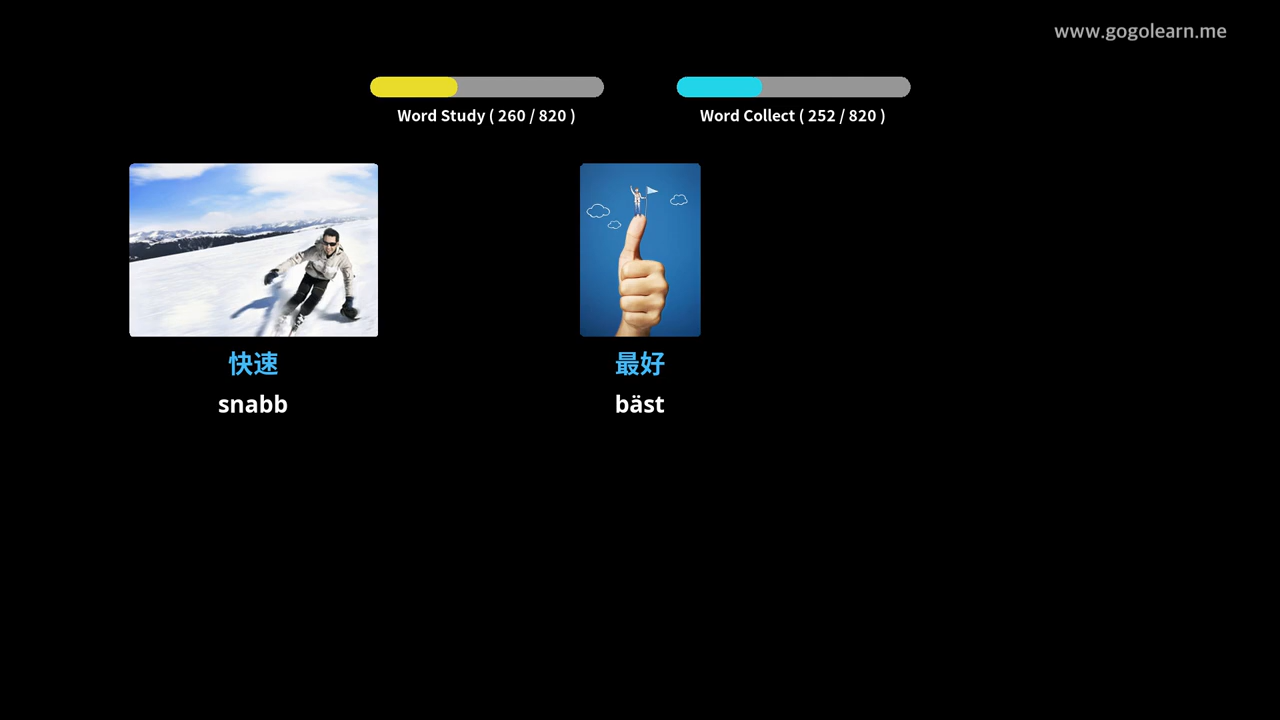 www.gogolearn.me
Word Study ( 260 / 820 )
Word Collect ( 252 / 820 )
快速
snabb
最好
bäst